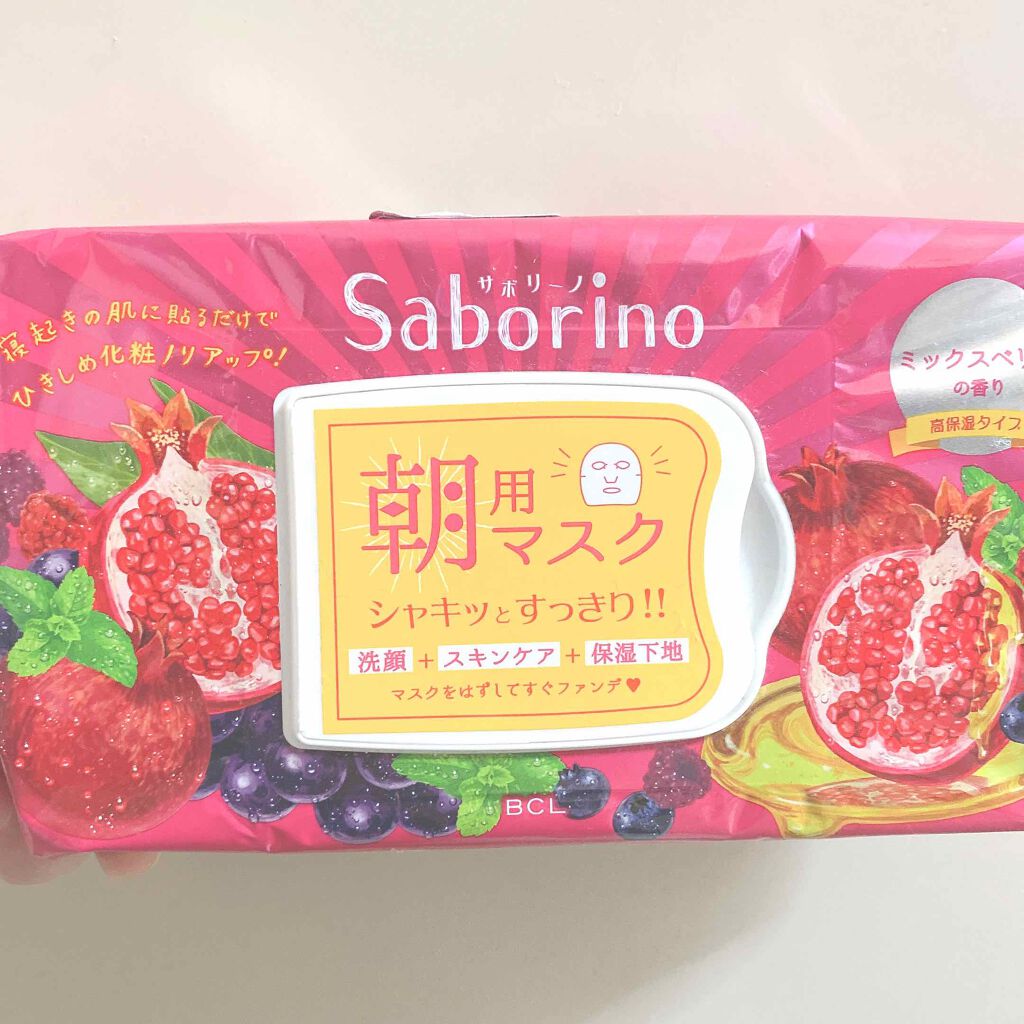 サボリーノ
Saborino
寝起きの肌に貼るだけで
ひきしめ化粧ノリアップ!
ミックスベリ
の香り
高保湿タイプ
朝用マスク
シャキッとすっきり!!
洗顔 + スキンケア + 保湿下地
マスクをはずしてすぐファンデ♥
BCL